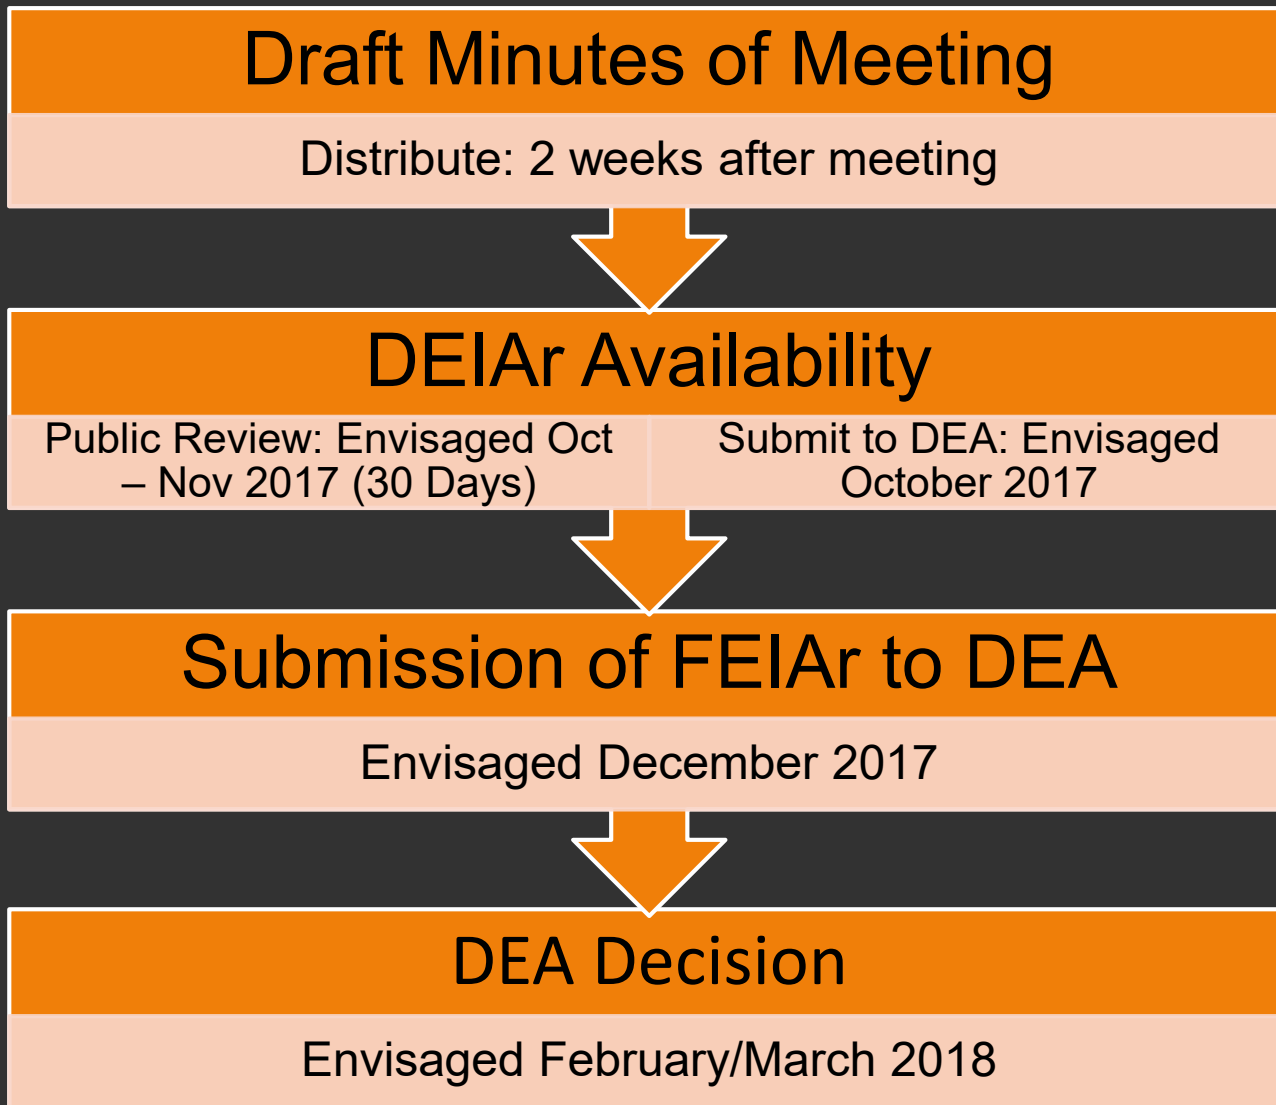 Draft Minutes of Meeting
Distribute: 2 weeks after meeting
DEIAr Availability
Public Review: Envisaged Oct
– Nov 2017 (30 Days)
Submit to DEA: Envisaged
October 2017
Submission of FEIAr to DEA
Envisaged December 2017
DEA Decision
Envisaged February/March 2018